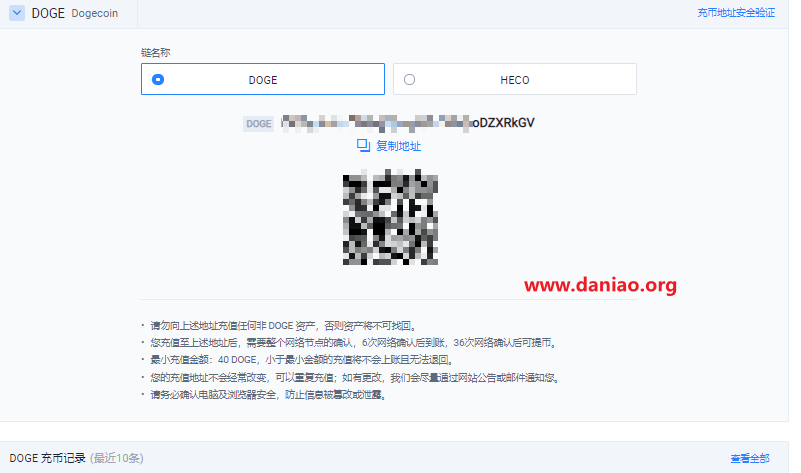 DOGE Dogecoin 充币地址安全验证
链名称
DOGE HECO
DOGE oDZXRkGV
复制地址
www.daniao.org
· 请勿向上述地址充值任何非 DOGE 资产，否则资产将不可找回。
· 您充值至上述地址后，需要整个网络节点的确认，6次网络确认后到账，36次网络确认后可提币。
· 最小充值金额：40 DOGE，小于最小金额的充值将不会上账且无法退回。
· 您的充值地址不会经常改变，可以重复充值；如有更改，我们会尽量通过网站公告或邮件通知您。
· 请务必确认电脑及浏览器安全，防止信息被篡改或泄露。
DOGE 充币记录 (最近10条) 查看全部